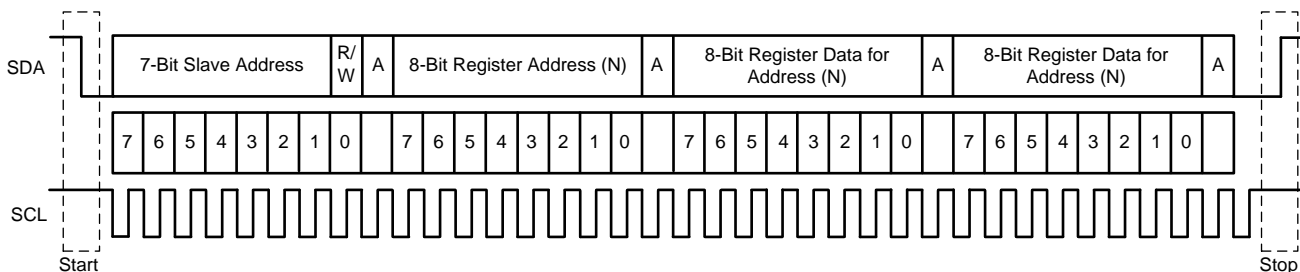 SDA
7-Bit Slave Address
R/
W
A
8-Bit Register Address (N)
A
8-Bit Register Data for
Address (N)
A
8-Bit Register Data for
Address (N)
A
7 6 5 4 3 2 1 0 7 6 5 4 3 2 1 0 7 6 5 4 3 2 1 0 7 6 5 4 3 2 1 0
SCL
Start
Stop